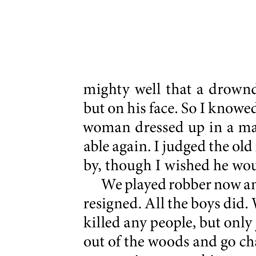 mighty well that a drownd
but on his face. So I knowed
woman dressed up in a ma
able again. I judged the old
by, though I wished he wou
We played robber now an
resigned. All the boys did. W
killed any people, but only
out of the woods and go cha